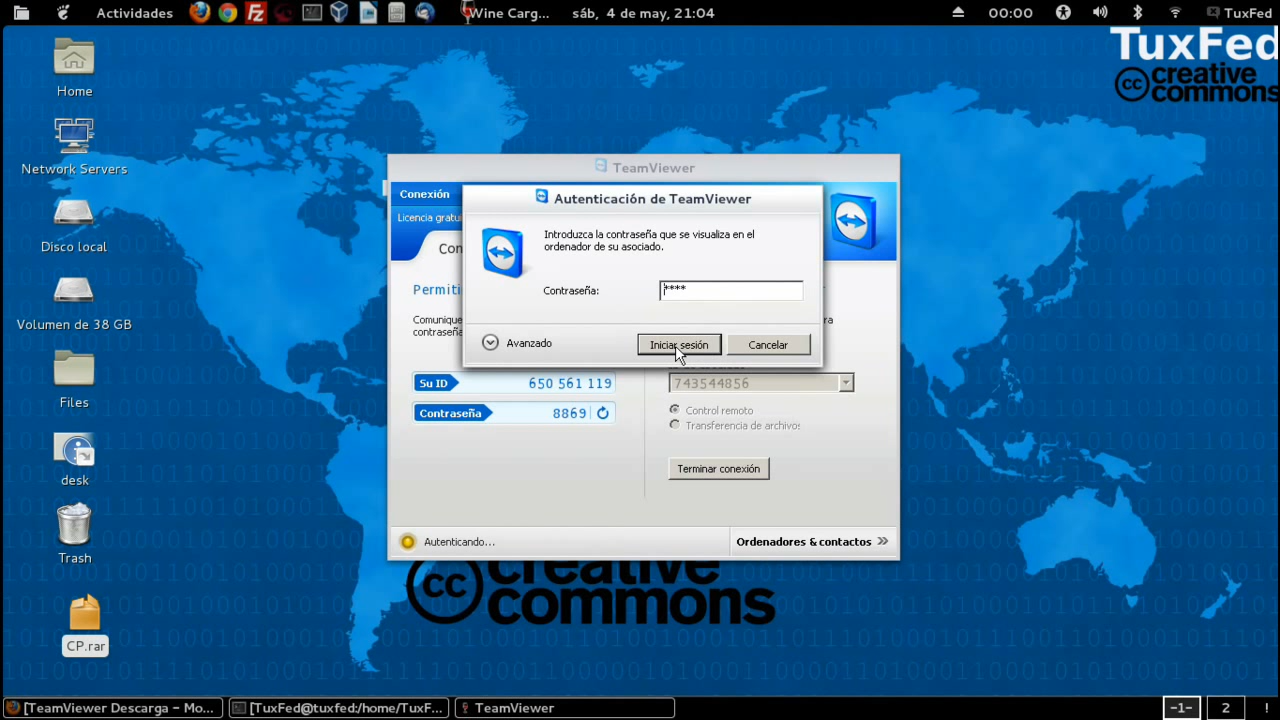 Actividades
Wine Carg...
sáb, 4 de may, 21:04
00:00
TuxFed
TuxFed
cc creative
commons
Home
Network Servers
Disco local
Volumen de 38 GB
Files
desk
Trash
CP.rar
TeamViewer
Conexión
Licencia gratu
Con
Permiti
Comunique
contraseña
ra
Autenticación de TeamViewer
Introduzca la contraseña que se visualiza en el
ordenador de su asociado.
Contraseña: ****
Avanzado
Iniciar sesión
Cancelar
Su ID 650 561 119
Contraseña 8869
743544856
Control remoto
Transferencia de archivos
Terminar conexión
Autenticando...
Ordenadores & contactos »
cc creative
commons
[TeamViewer Descarga – Mo...
[TuxFed@tuxfed:/home/TuxF...
TeamViewer
-1-
2
!